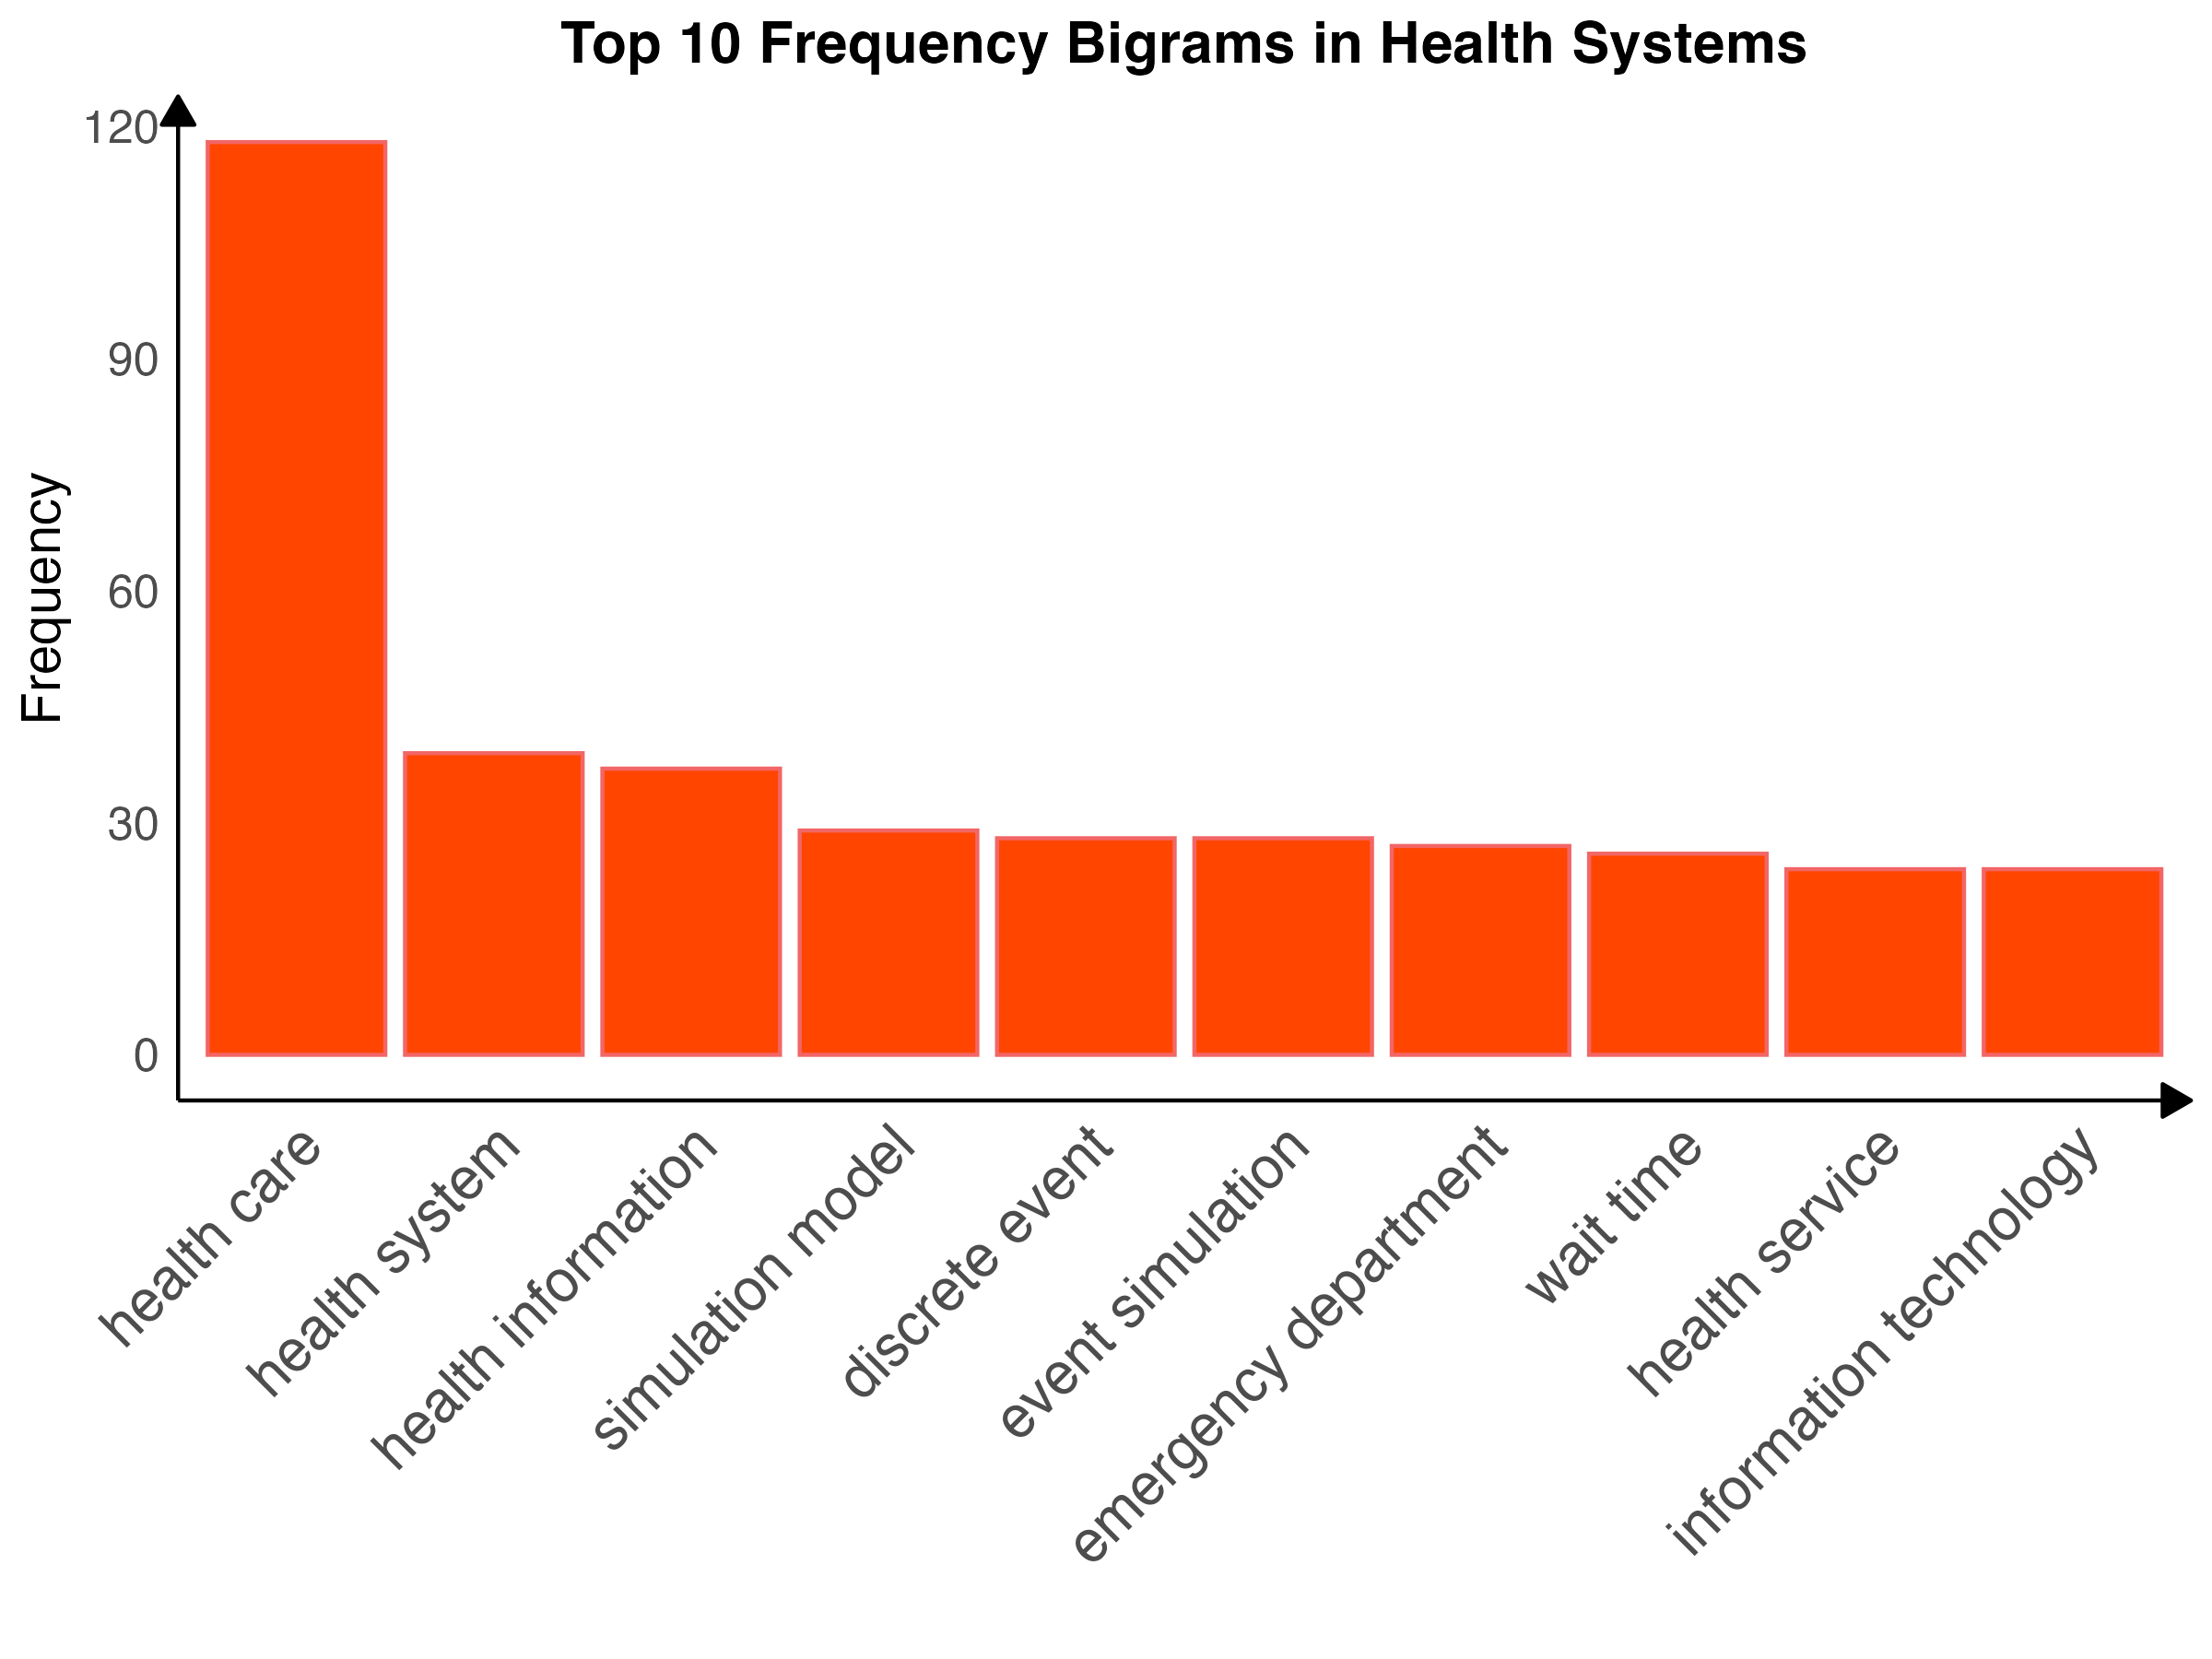 Top 10 Frequency Bigrams in Health Systems
120
90
60
30
0
Frequency
health care
health system
health information
simulation model
discrete event
event simulation
emergency department
wait time
health service
information technology